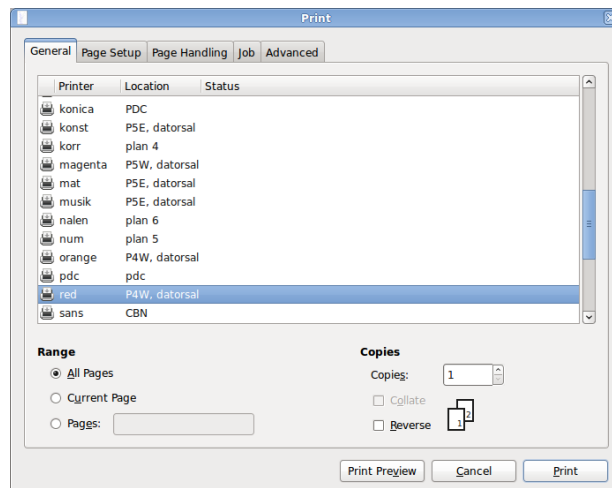 Print
General Page Setup Page Handling Job Advanced
Printer Location Status
konica PDC
konst P5E, datorsal
korr plan 4
magenta P5W, datorsal
mat P5E, datorsal
musik P5E, datorsal
nalen plan 6
num plan 5
orange P4W, datorsal
pdc pdc
red P4W, datorsal
sans CBN
Range Copies
All Pages Copies: 1
Current Page Collate
Pages: Reverse 1 2
Print Preview Cancel Print